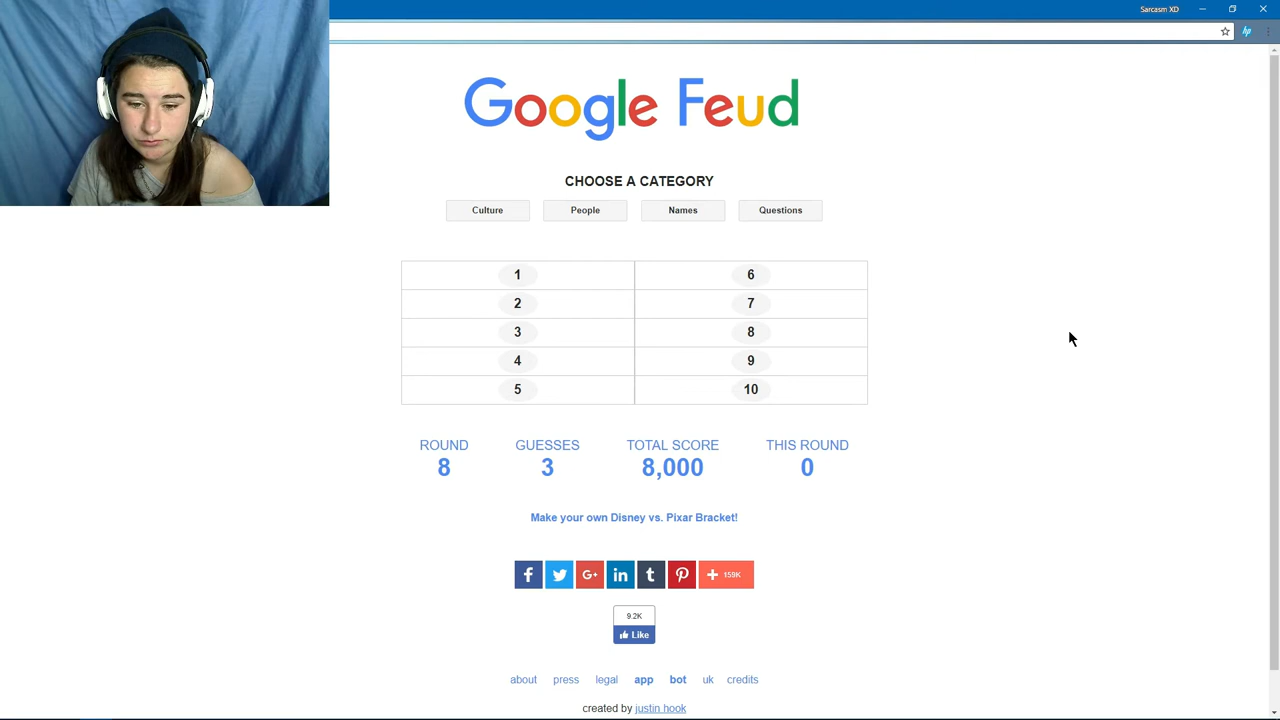 Sarcasm XD
Google Feud
CHOOSE A CATEGORY
Culture People Names Questions
1 6
2 7
3 8
4 9
5 10
ROUND GUESSES TOTAL SCORE THIS ROUND
8 3 8,000 0
Make your own Disney vs. Pixar Bracket!
f G+ in t + 159K
9.2K
Like
about press legal app bot uk credits
created by justin hook